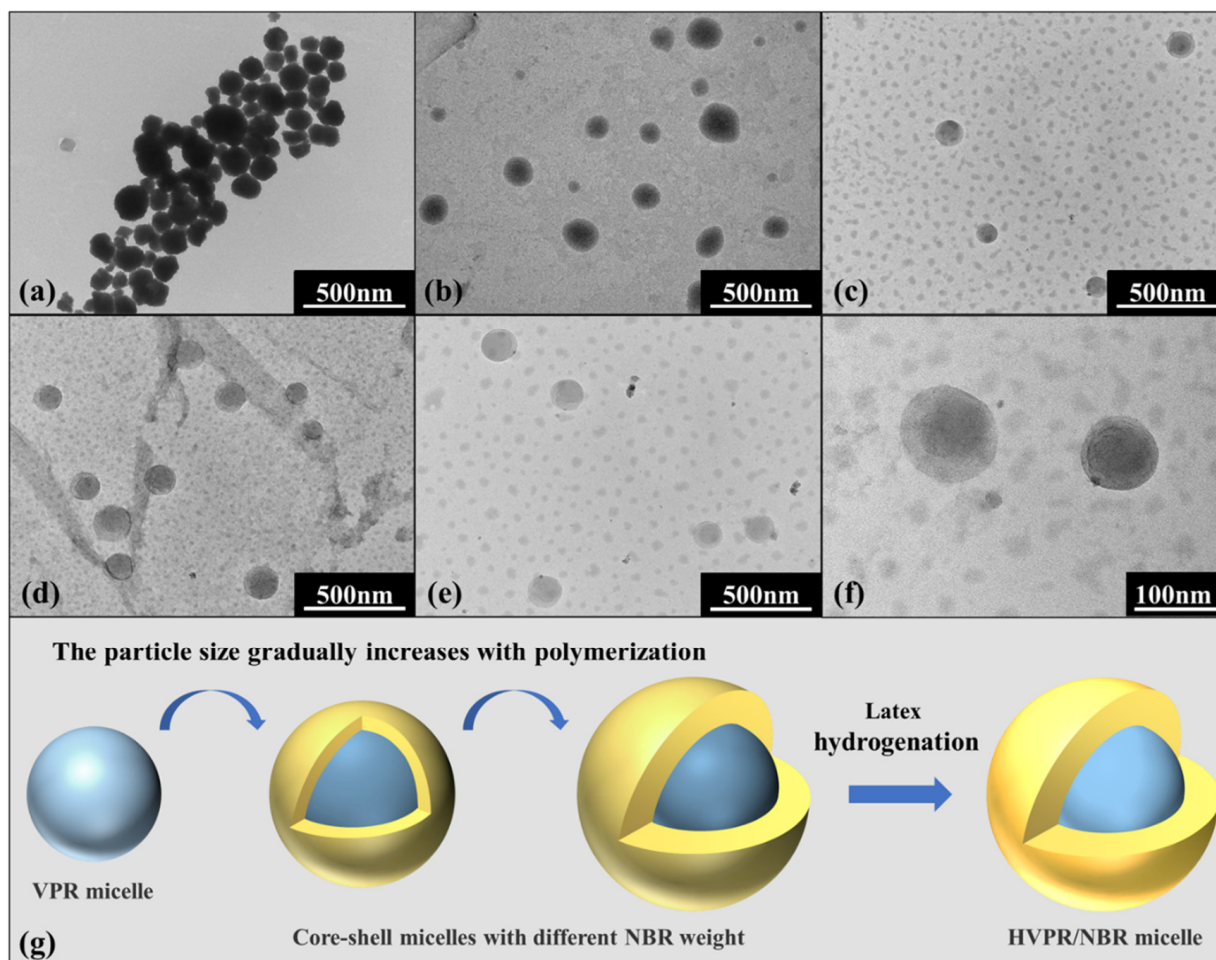 (a)
500nm
(b)
500nm
(c)
500nm
(d)
500nm
(e)
500nm
(f)
100nm
The particle size gradually increases with polymerization
Latex
hydrogenation
VPR micelle
Core-shell micelles with different NBR weight
HVPR/NBR micelle
(g)